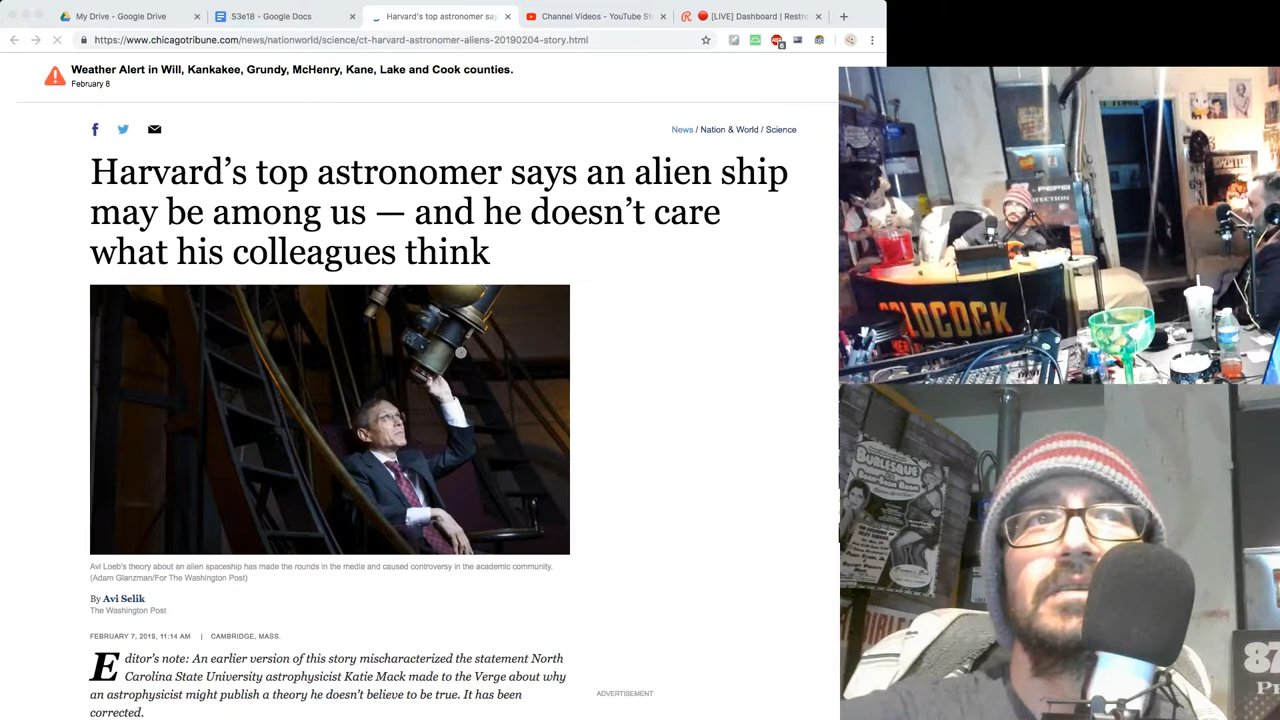 My Drive - Google Drive
S3e18 - Google Docs
Harvard's top astronomer say
Channel Videos - YouTube St
[LIVE] Dashboard | Restre
https://www.chicagotribune.com/news/nationworld/science/ct-harvard-astronomer-aliens-20190204-story.html
Weather Alert in Will, Kankakee, Grundy, McHenry, Kane, Lake and Cook counties.
February 8
News / Nation & World / Science
Harvard's top astronomer says an alien ship
may be among us — and he doesn't care
what his colleagues think
Avi Loeb's theory about an alien spaceship has made the rounds in the media and caused controversy in the academic community.
(Adam Glanzman/For The Washington Post)
By Avi Selik
The Washington Post
FEBRUARY 7, 2019, 11:14 AM | CAMBRIDGE, MASS.
Editor's note: An earlier version of this story mischaracterized the statement North
Carolina State University astrophysicist Katie Mack made to the Verge about why
an astrophysicist might publish a theory he doesn't believe to be true. It has been
corrected.
ADVERTISEMENT
PEPSI
OLDCOCK
BURLESQUE
87